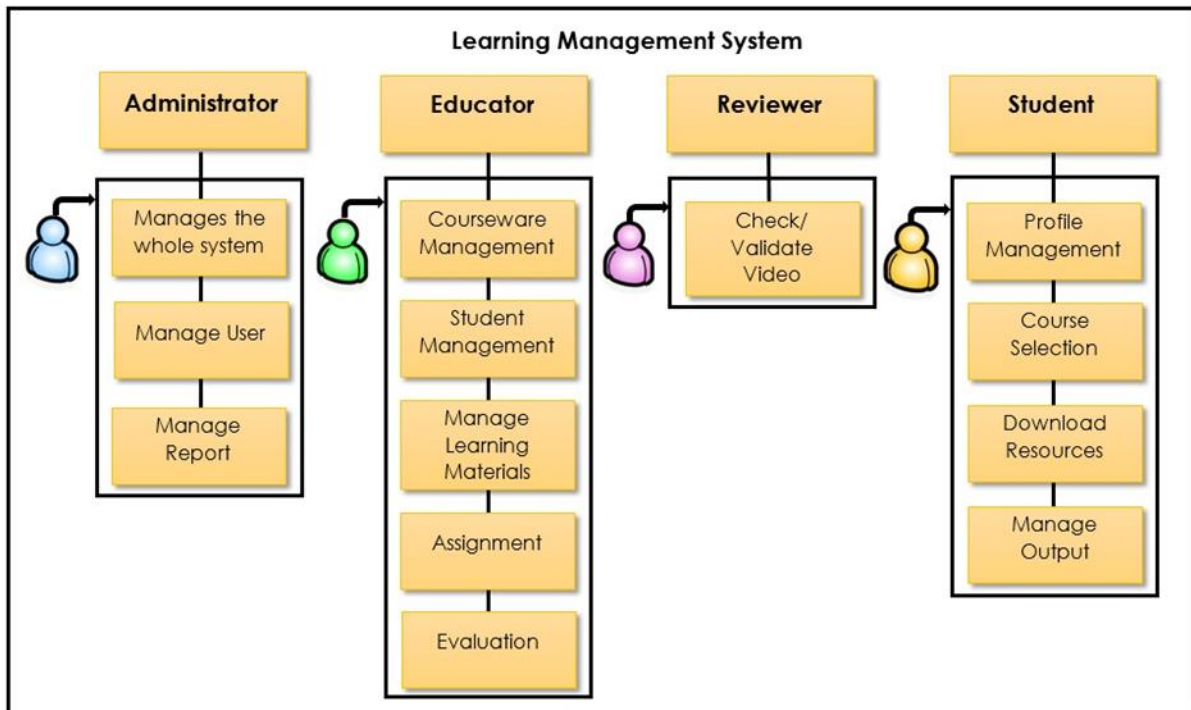 Learning Management System
Administrator
Manages the
whole system
Manage User
Manage
Report
Educator
Courseware
Management
Student
Management
Manage
Learning
Materials
Assignment
Evaluation
Reviewer
Check/
Validate
Video
Student
Profile
Management
Course
Selection
Download
Resources
Manage
Output